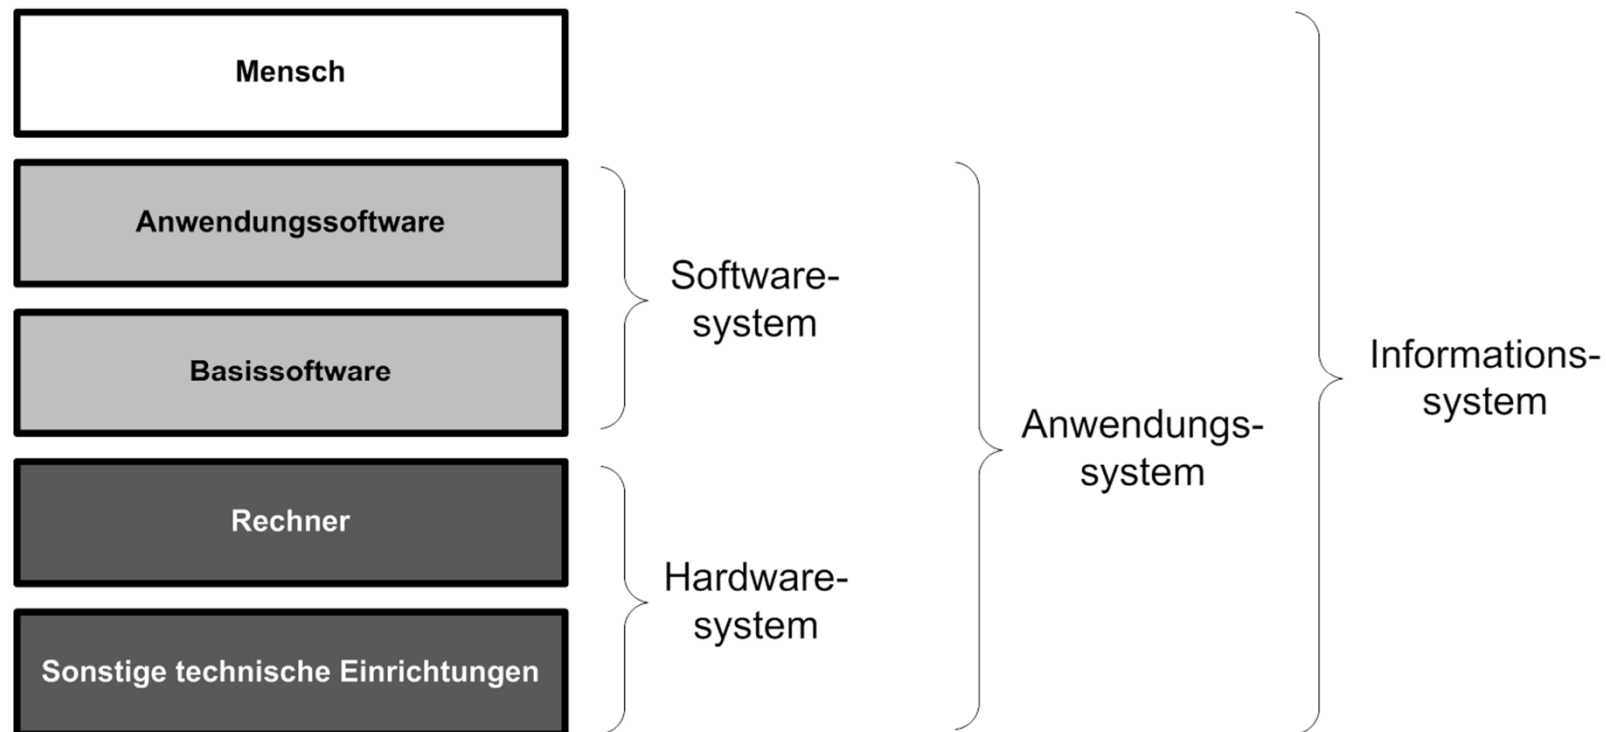 Mensch
Anwendungssoftware
Basissoftware
Rechner
Sonstige technische Einrichtungen
Software-
system
Hardware-
system
Anwendungs-
system
Informations-
system